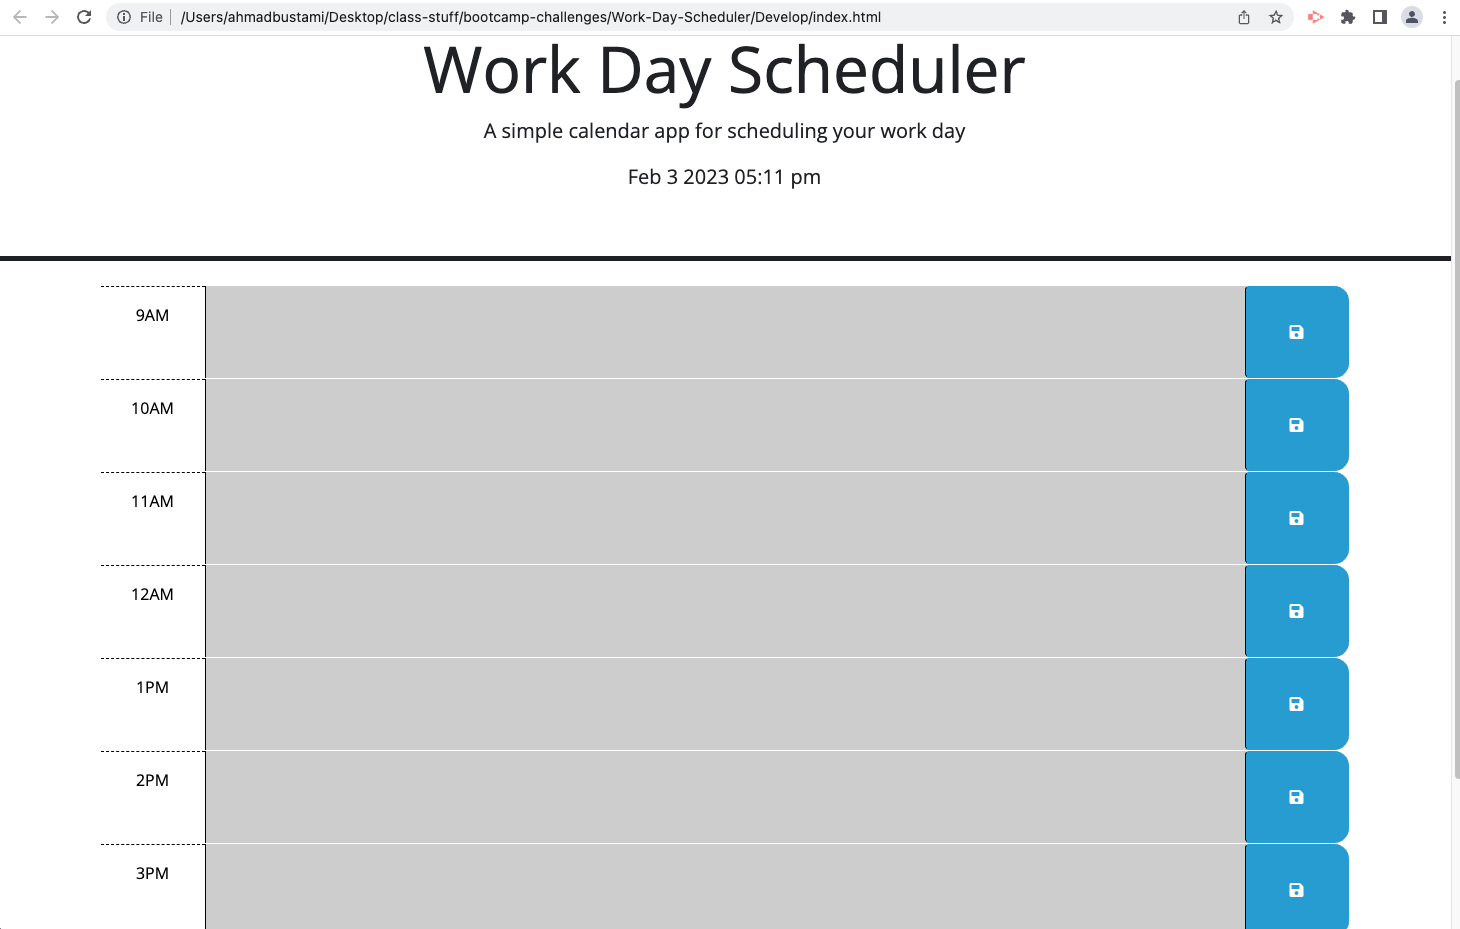 File /Users/ahmadbustami/Desktop/class-stuff/bootcamp-challenges/Work-Day-Scheduler/Develop/index.html
Work Day Scheduler
A simple calendar app for scheduling your work day
Feb 3 2023 05:11 pm
9AM
10AM
11AM
12AM
1PM
2PM
3PM